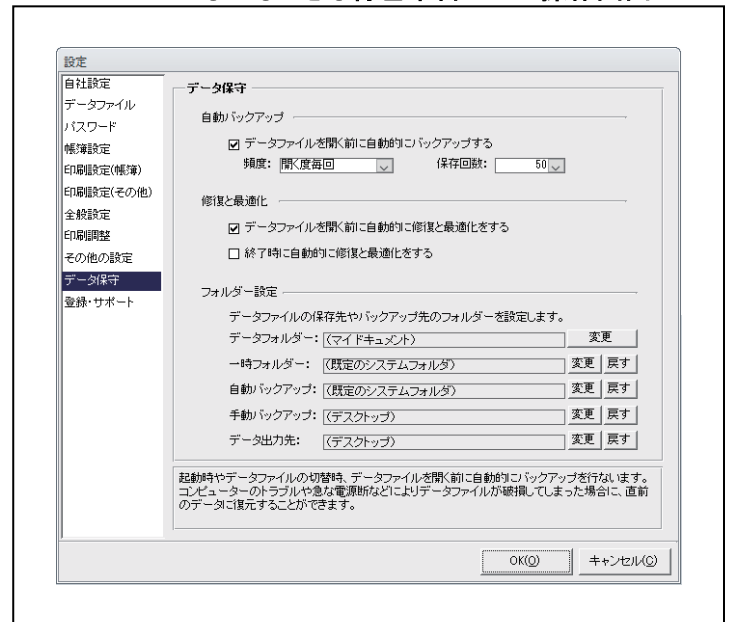 設定
自社設定
データファイル
パスワード
帳簿設定
印刷設定(帳簿)
印刷設定(その他)
全般設定
印刷調整
その他の設定
データ保守
登録・サポート
データ保守
自動バックアップ
データファイルを開く前に自動的にバックアップする
頻度: 開く度毎回 保存回数: 50
修復と最適化
データファイルを開く前に自動的に修復と最適化をする
終了時に自動的に修復と最適化をする
フォルダー設定
データファイルの保存先やバックアップ先のフォルダーを設定します。
データフォルダー: (マイドキュメント) 変更
一時フォルダー: (既定のシステムフォルダ) 変更 戻す
自動バックアップ: (既定のシステムフォルダ) 変更 戻す
手動バックアップ: (デスクトップ) 変更 戻す
データ出力先: (デスクトップ) 変更 戻す
起動時やデータファイルの切替時、データファイルを開く前に自動的にバックアップを行ないます。
コンピューターのトラブルや急な電源断などによりデータファイルが破損してしまった場合に、直前
のデータに復元することができます。
OK(O) キャンセル(C)